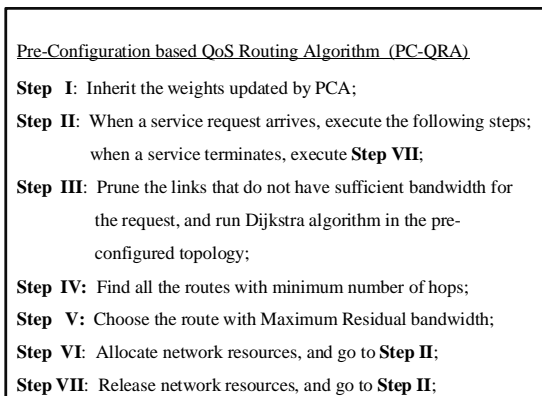 Pre-Configuration based QoS Routing Algorithm (PC-QRA)
Step I: Inherit the weights updated by PCA;
Step II: When a service request arrives, execute the following steps;
when a service terminates, execute Step VII;
Step III: Prune the links that do not have sufficient bandwidth for
the request, and run Dijkstra algorithm in the pre-
configured topology;
Step IV: Find all the routes with minimum number of hops;
Step V: Choose the route with Maximum Residual bandwidth;
Step VI: Allocate network resources, and go to Step II;
Step VII: Release network resources, and go to Step II;